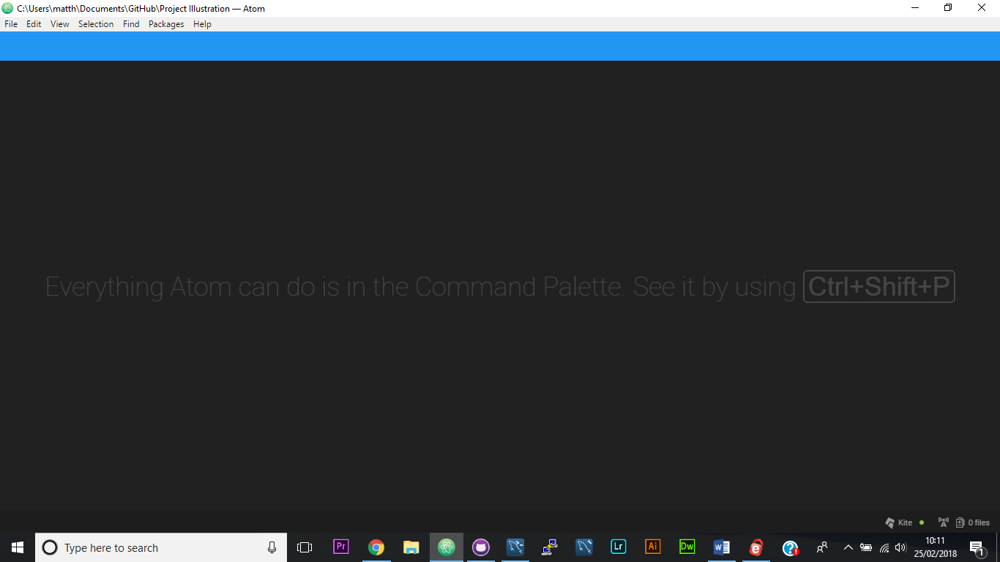 C:\Users\matth\Documents\GitHub\Project Illustration — Atom
File Edit View Selection Find Packages Help
Everything Atom can do is in the Command Palette. See it by using Ctrl+Shift+P
Kite 0 files
Type here to search Pr Lr Ai Dw 10:11
25/02/2018 1